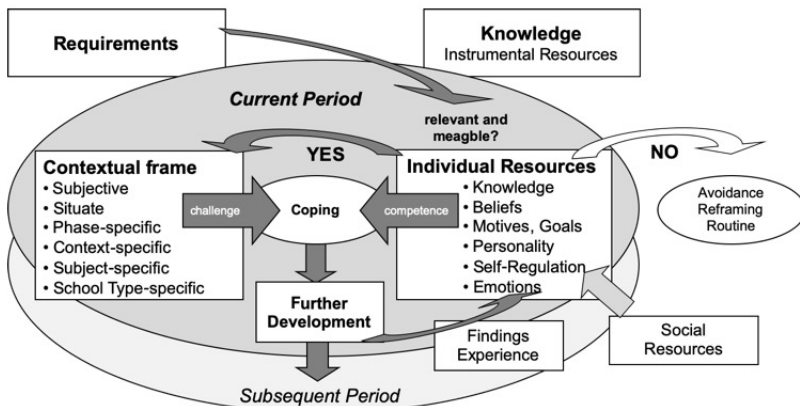 Requirements
Knowledge
Instrumental Resources
Current Period
relevant and
meagble?
YES
NO
Contextual frame
• Subjective
• Situate
• Phase-specific
• Context-specific
• Subject-specific
• School Type-specific
challenge
Coping
competence
Individual Resources
• Knowledge
• Beliefs
• Motives, Goals
• Personality
• Self-Regulation
• Emotions
Avoidance
Reframing
Routine
Further
Development
Findings
Experience
Social
Resources
Subsequent Period